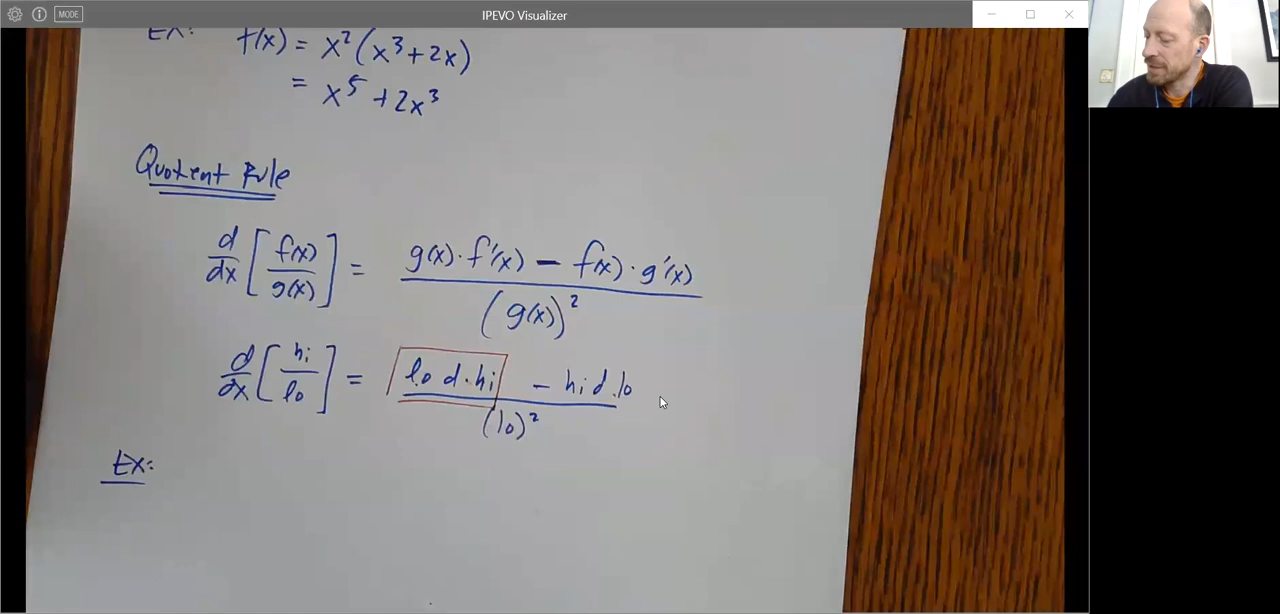 MODE
IPEVO Visualizer
Ex: f(x) = x²(x³+2x)
= x⁵ + 2x³
Quotient Rule
d/dx [f(x)/g(x)] = (g(x)·f'(x) − f(x)·g'(x))/(g(x))²
d/dx [hi/lo] = (lo d·hi − hi d·lo)/(lo)²
Ex: